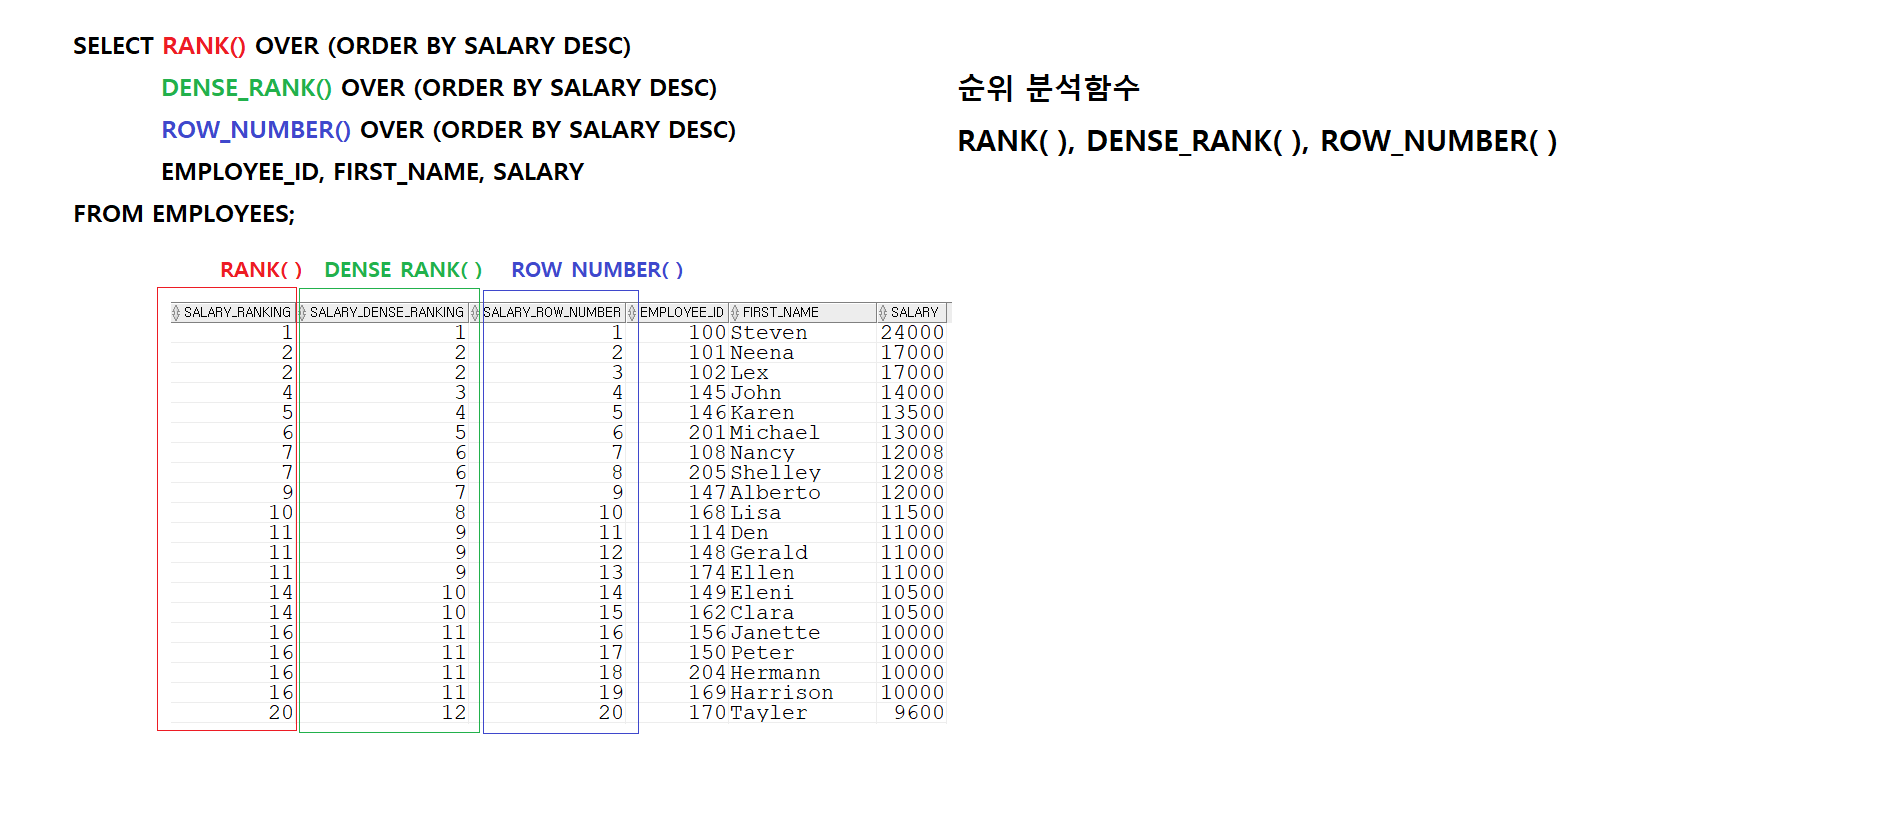 SELECT RANK() OVER (ORDER BY SALARY DESC)
DENSE_RANK() OVER (ORDER BY SALARY DESC)
ROW_NUMBER() OVER (ORDER BY SALARY DESC)
EMPLOYEE_ID, FIRST_NAME, SALARY
FROM EMPLOYEES;
순위 분석함수
RANK( ), DENSE_RANK( ), ROW_NUMBER( )
RANK( ) DENSE RANK( ) ROW NUMBER( )
SALARY_RANKING SALARY_DENSE_RANKING SALARY_ROW_NUMBER EMPLOYEE_ID FIRST_NAME SALARY
1 1 1 100 Steven 24000
2 2 2 101 Neena 17000
2 2 3 102 Lex 17000
4 3 4 145 John 14000
5 4 5 146 Karen 13500
6 5 6 201 Michael 13000
7 6 7 108 Nancy 12008
7 6 8 205 Shelley 12008
9 7 9 147 Alberto 12000
10 8 10 168 Lisa 11500
11 9 11 114 Den 11000
11 9 12 148 Gerald 11000
11 9 13 174 Ellen 11000
14 10 14 149 Eleni 10500
14 10 15 162 Clara 10500
16 11 16 156 Janette 10000
16 11 17 150 Peter 10000
16 11 18 204 Hermann 10000
16 11 19 169 Harrison 10000
20 12 20 170 Tayler 9600